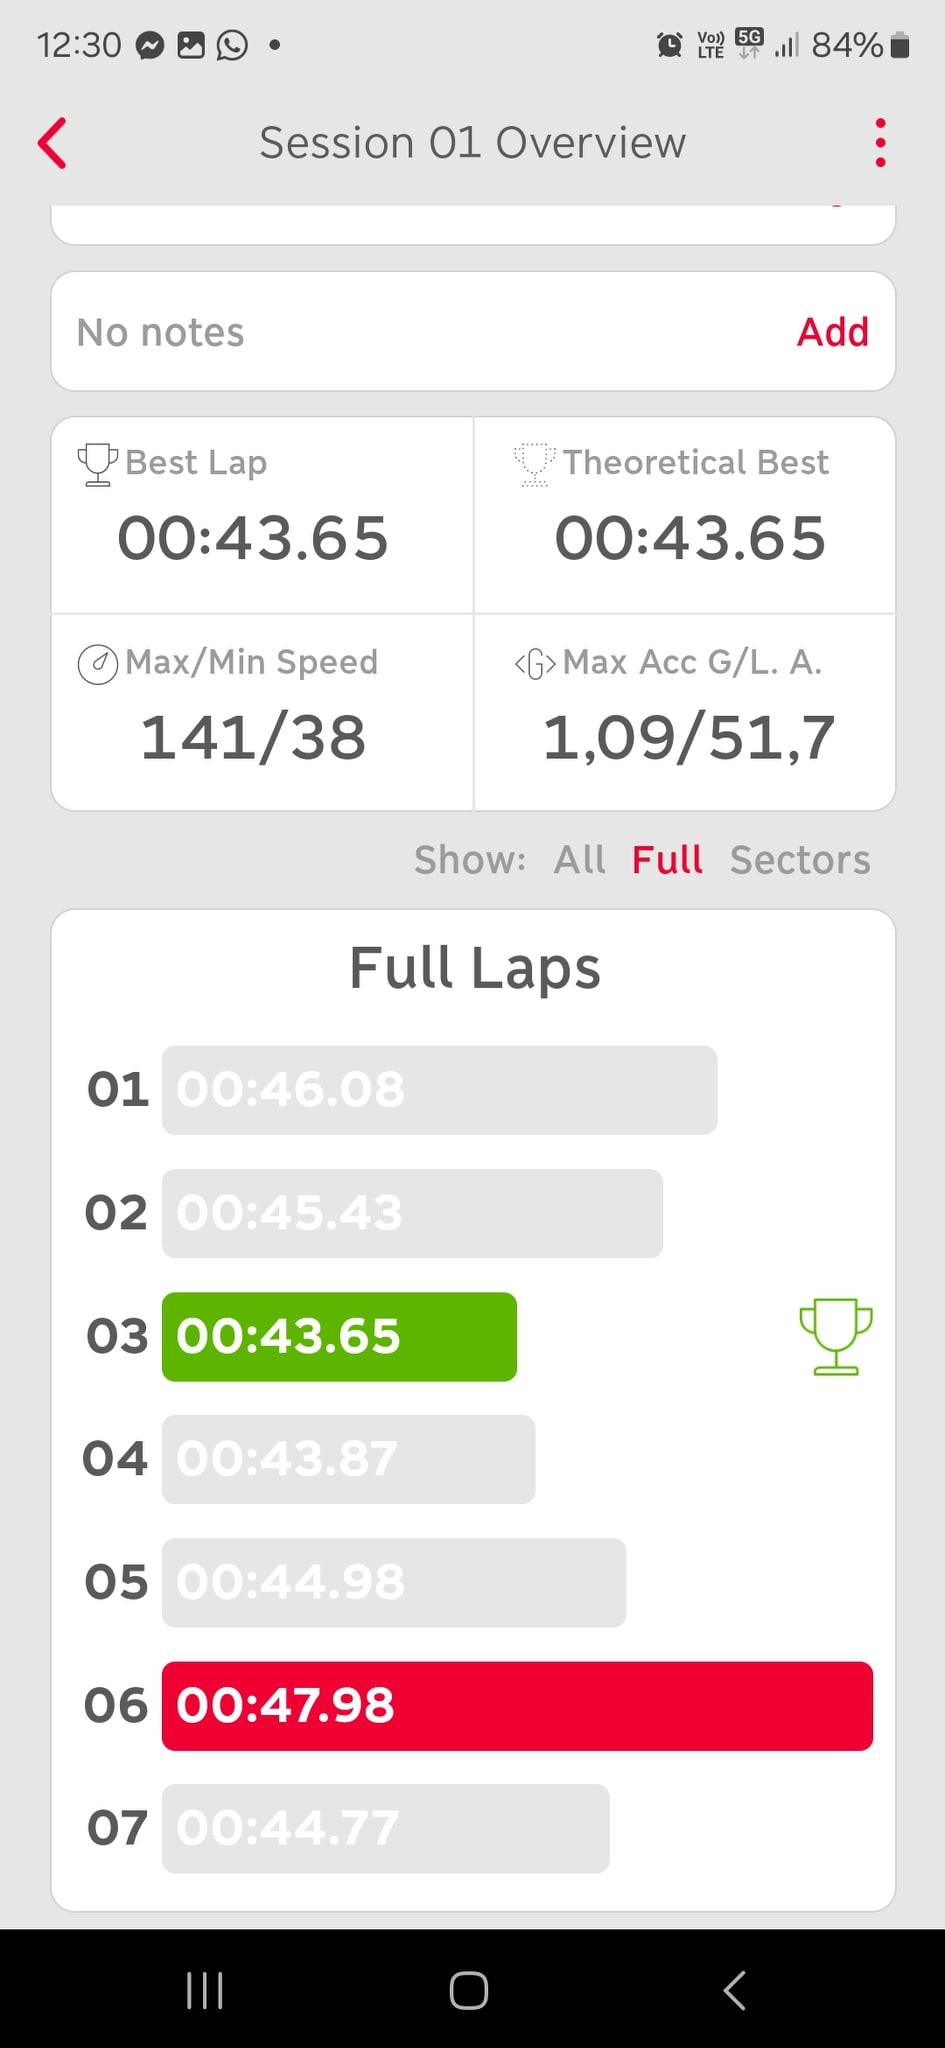 12:30 Vo)) LTE 5G 84%
Session 01 Overview
No notes Add
Best Lap Theoretical Best
00:43.65 00:43.65
Max/Min Speed <G> Max Acc G/L. A.
141/38 1,09/51,7
Show: All Full Sectors
Full Laps
01 00:46.08
02 00:45.43
03 00:43.65
04 00:43.87
05 00:44.98
06 00:47.98
07 00:44.77